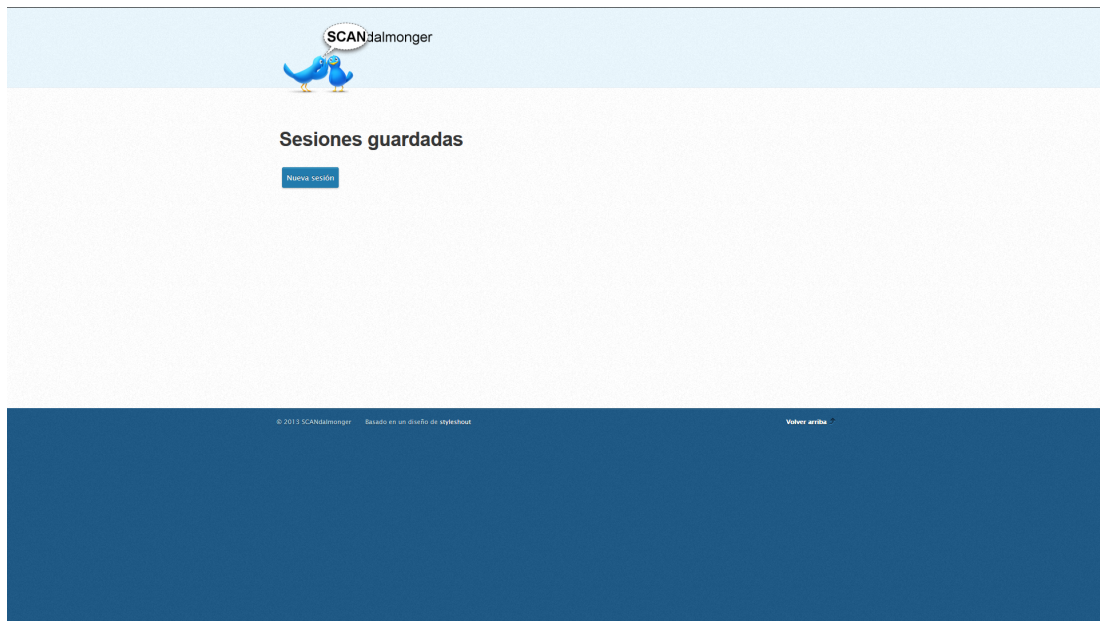 SCANdalmonger
Sesiones guardadas
Nueva sesión
© 2013 SCANdalmonger Basado en un diseño de styleshout Volver arriba